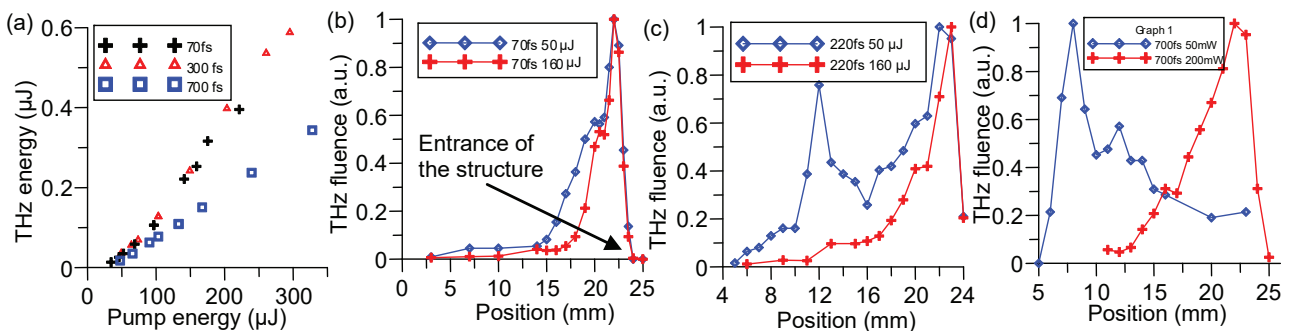 (a)
THz energy (µJ)
0.6
0.4
0.2
0
0 100 200 300
Pump energy (µJ)
70fs
300 fs
700 fs
(b)
THz fluence (a.u.)
1
0.8
0.6
0.4
0.2
0
0 5 10 15 20 25
Position (mm)
70fs 50 µJ
70fs 160 µJ
Entrance of
the structure
(c)
THz fluence (a.u.)
1
0.8
0.6
0.4
0.2
0
4 8 12 16 20 24
Position (mm)
220fs 50 µJ
220fs 160 µJ
(d)
THz fluence (a.u.)
1
0.8
0.6
0.4
0.2
0
5 10 15 20 25
Position (mm)
Graph 1
700fs 50mW
700fs 200mW